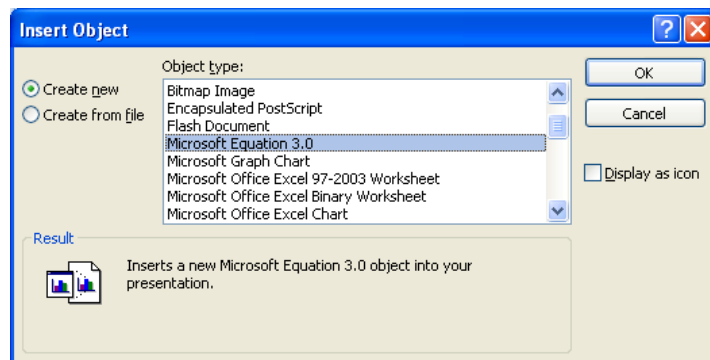 Insert Object
Object type:
Create new
Create from file
Bitmap Image
Encapsulated PostScript
Flash Document
Microsoft Equation 3.0
Microsoft Graph Chart
Microsoft Office Excel 97-2003 Worksheet
Microsoft Office Excel Binary Worksheet
Microsoft Office Excel Chart
OK
Cancel
Display as icon
Result
Inserts a new Microsoft Equation 3.0 object into your
presentation.